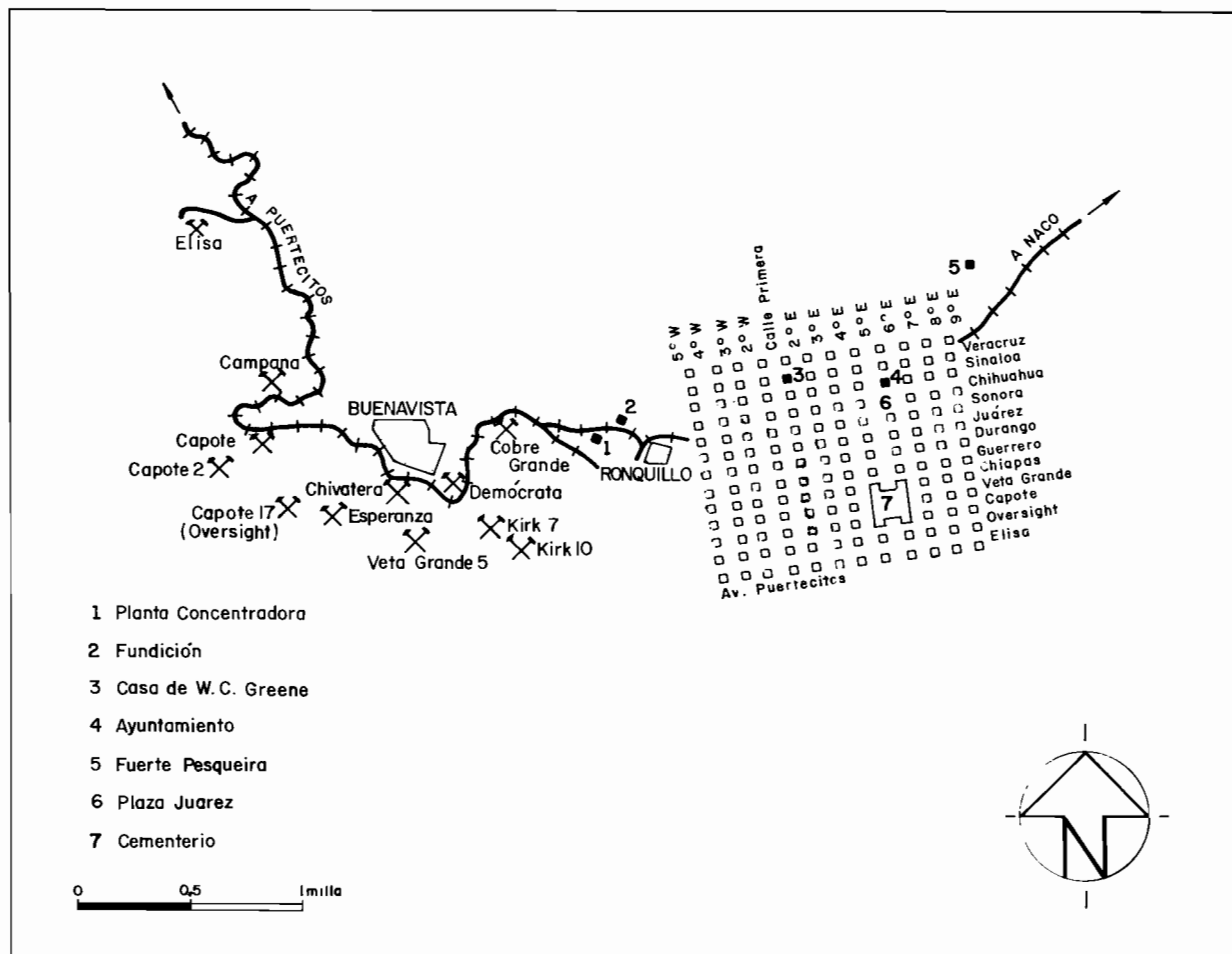 A PUERTECITOS
Elisa
Campana
Capote
Capote 2
Capote 17
(Oversight)
BUENAVISTA
Chivatera
Esperanza
Veta Grande 5
Demócrata
Kirk 7
Kirk 10
Cobre
Grande
2
1
RONQUILLO
5° W
4° W
3° W
2° W
Calle Primera
2° E
3° E
4° E
5° E
6° E
7° E
8° E
9° E
A NACO
5
3
4
6
7
Veracruz
Sinaloa
Chihuahua
Sonora
Juárez
Durango
Guerrero
Chiapas
Veta Grande
Capote
Oversight
Elisa
Av. Puertecitos
1 Planta Concentradora
2 Fundición
3 Casa de W. C. Greene
4 Ayuntamiento
5 Fuerte Pesqueira
6 Plaza Juarez
7 Cementerio
0 0.5 1 milla
N